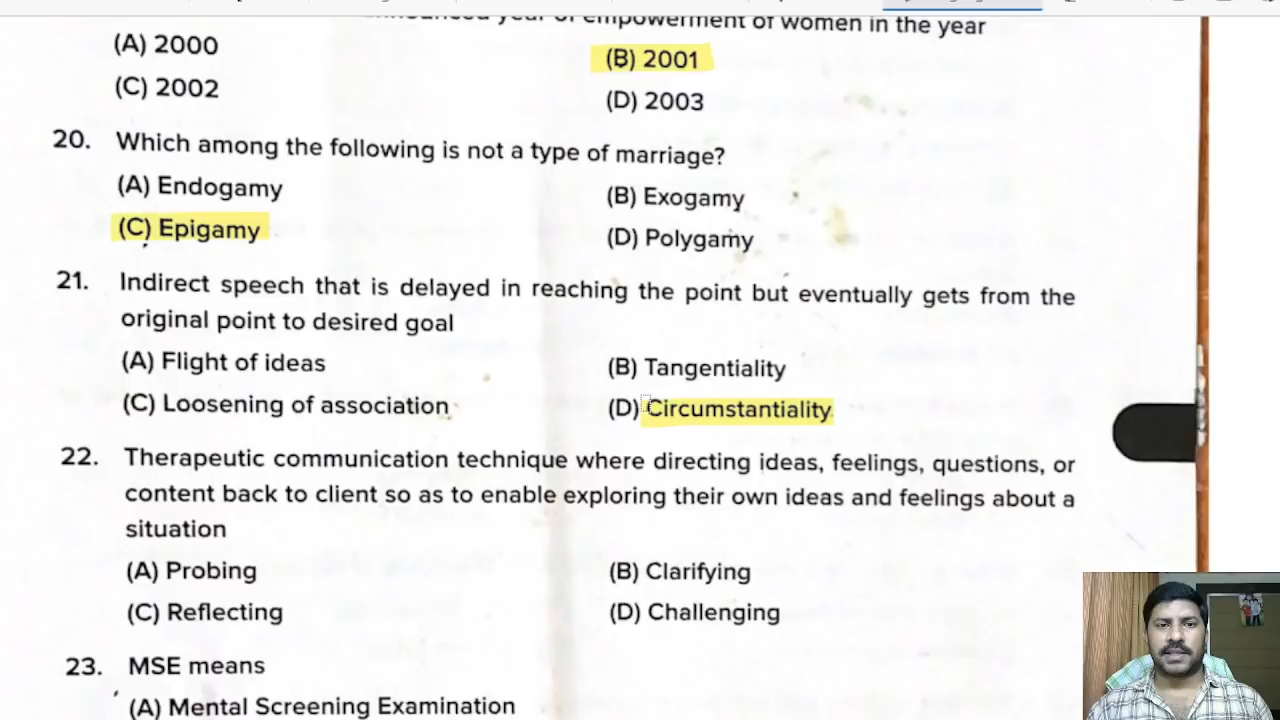 empowerment of women in the year
(A) 2000
(B) 2001
(C) 2002
(D) 2003
20. Which among the following is not a type of marriage?
(A) Endogamy
(B) Exogamy
(C) Epigamy
(D) Polygamy
21. Indirect speech that is delayed in reaching the point but eventually gets from the
original point to desired goal
(A) Flight of ideas
(B) Tangentiality
(C) Loosening of association
(D) Circumstantiality
22. Therapeutic communication technique where directing ideas, feelings, questions, or
content back to client so as to enable exploring their own ideas and feelings about a
situation
(A) Probing
(B) Clarifying
(C) Reflecting
(D) Challenging
23. MSE means
(A) Mental Screening Examination